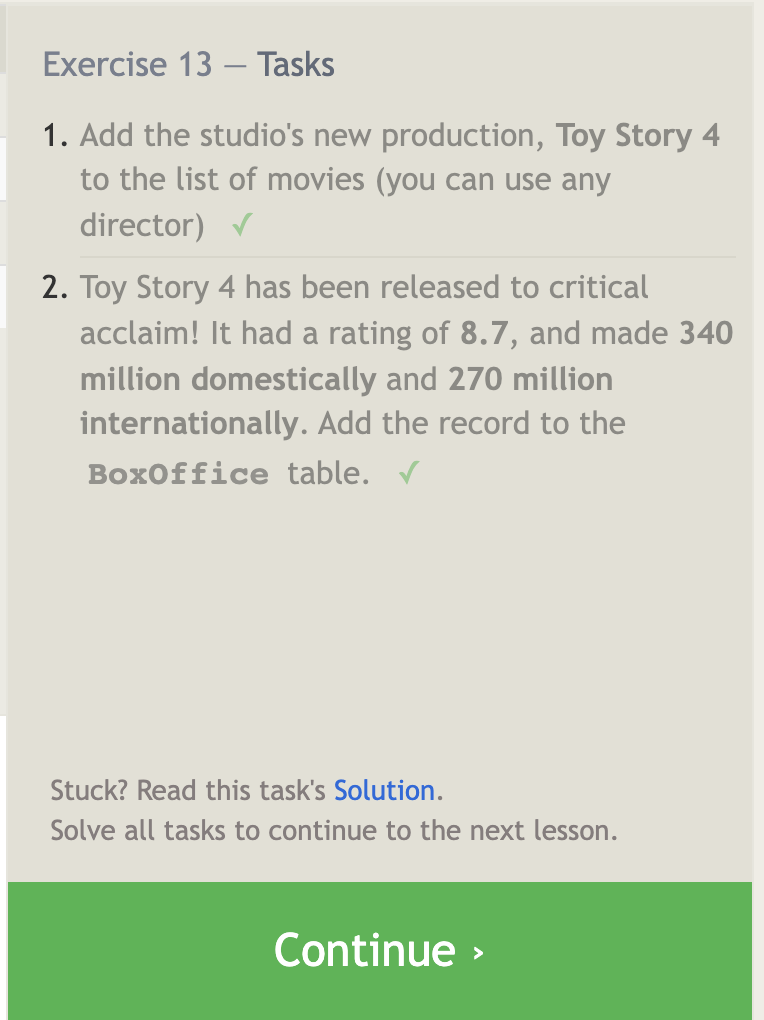 Exercise 13 — Tasks
1. Add the studio's new production, Toy Story 4
to the list of movies (you can use any
director) ✓
2. Toy Story 4 has been released to critical
acclaim! It had a rating of 8.7, and made 340
million domestically and 270 million
internationally. Add the record to the
BoxOffice table. ✓
Stuck? Read this task's Solution.
Solve all tasks to continue to the next lesson.
Continue ›